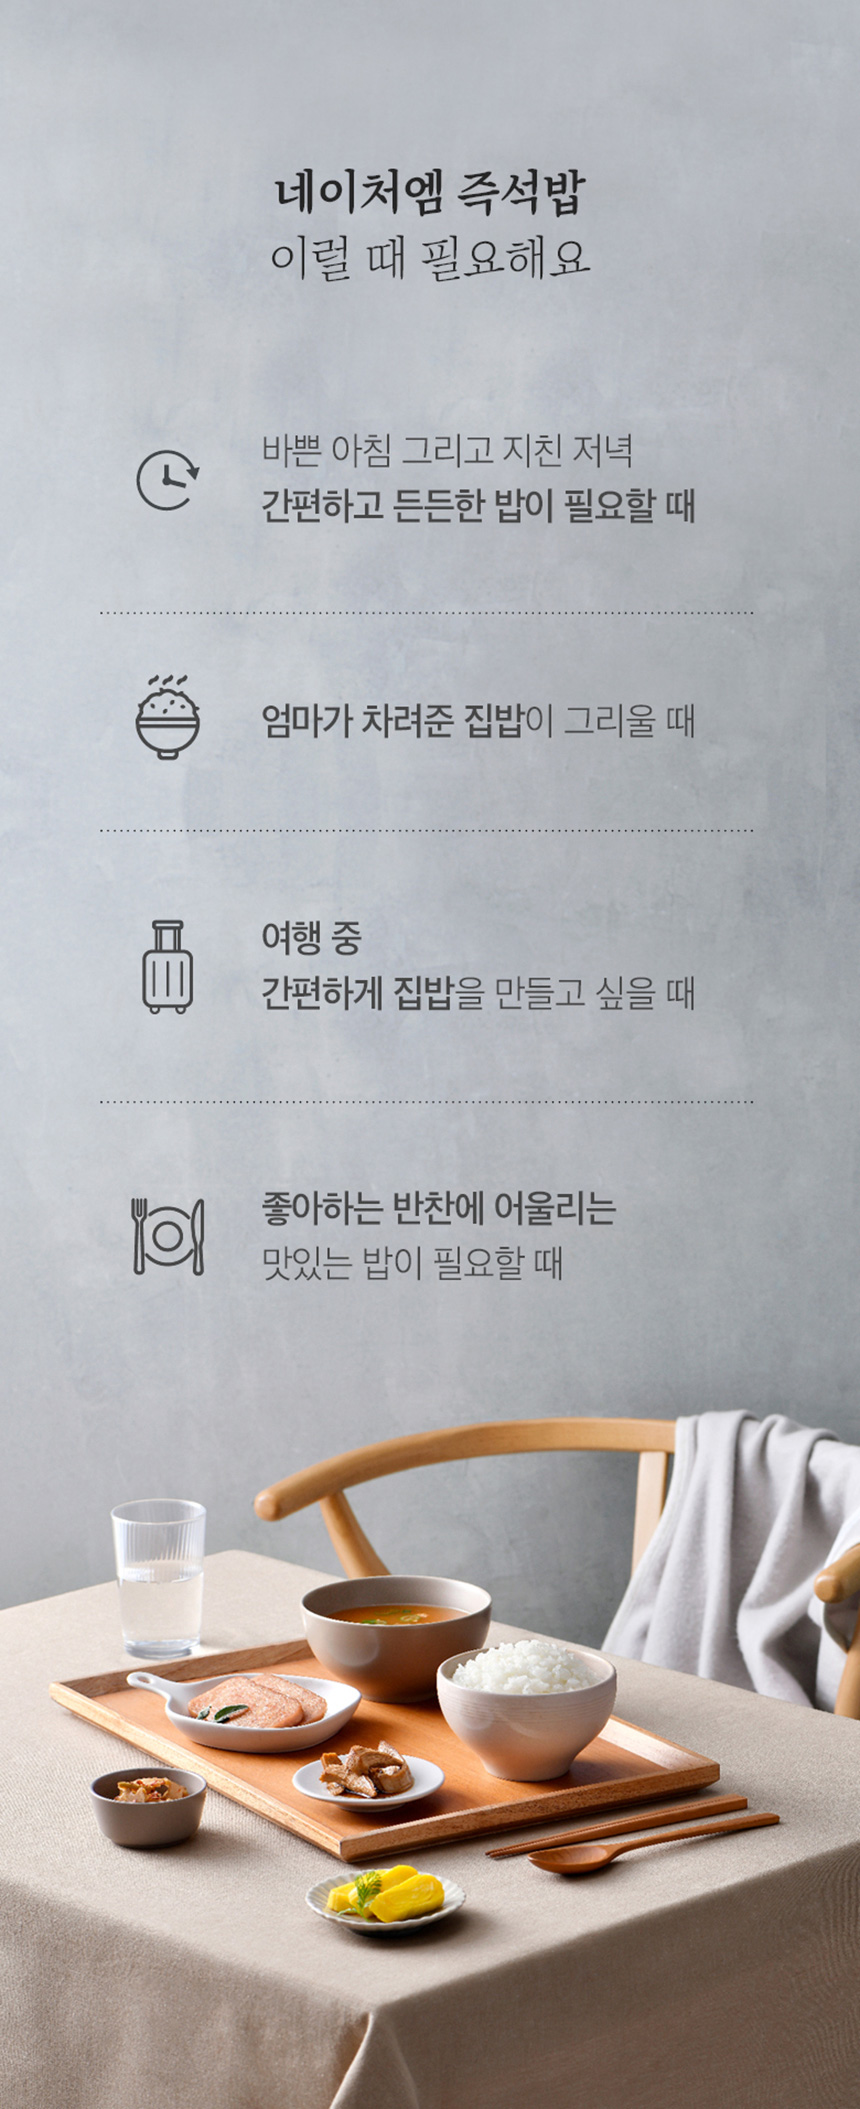 네이처엠 즉석밥
이럴 때 필요해요
바쁜 아침 그리고 지친 저녁
간편하고 든든한 밥이 필요할 때
엄마가 차려준 집밥이 그리울 때
여행 중
간편하게 집밥을 만들고 싶을 때
좋아하는 반찬에 어울리는
맛있는 밥이 필요할 때